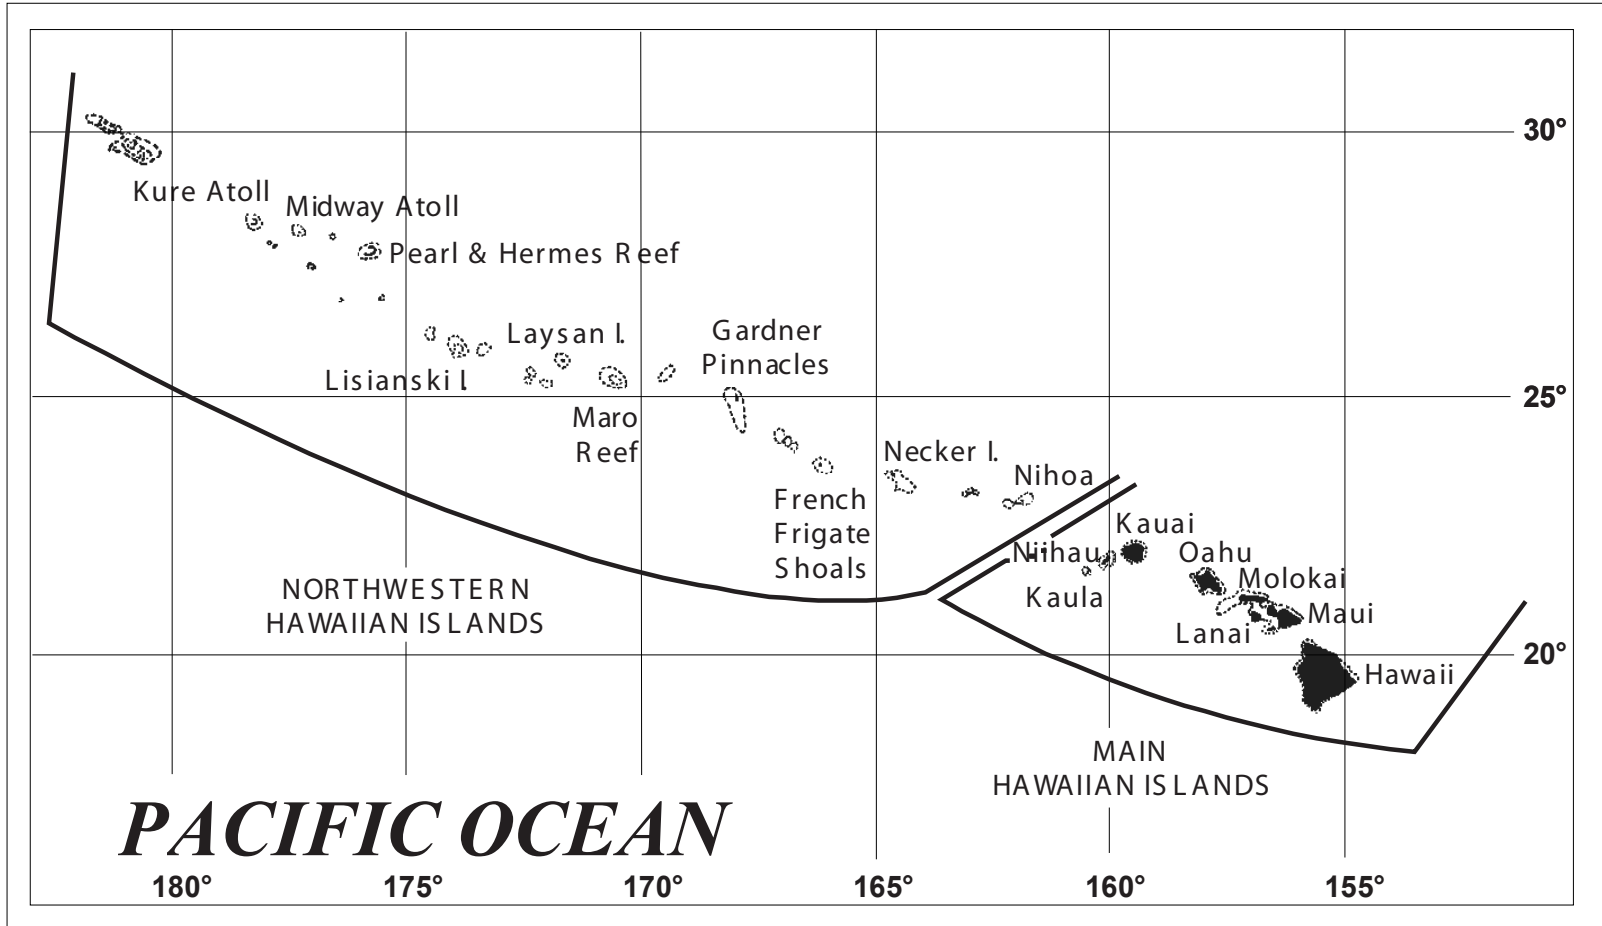 30°
Kure Atoll
Midway Atoll
Pearl & Hermes Reef
Laysan I.
Gardner
Pinnacles
Lisianski I.
25°
Maro
Reef
Necker I.
Nihoa
French
Frigate
Shoals
Kauai
Niihau
Oahu
Kaula
Molokai
Maui
Lanai
NORTHWESTERN
HAWAIIAN ISLANDS
20°
Hawaii
MAIN
HAWAIIAN ISLANDS
PACIFIC OCEAN
180° 175° 170° 165° 160° 155°